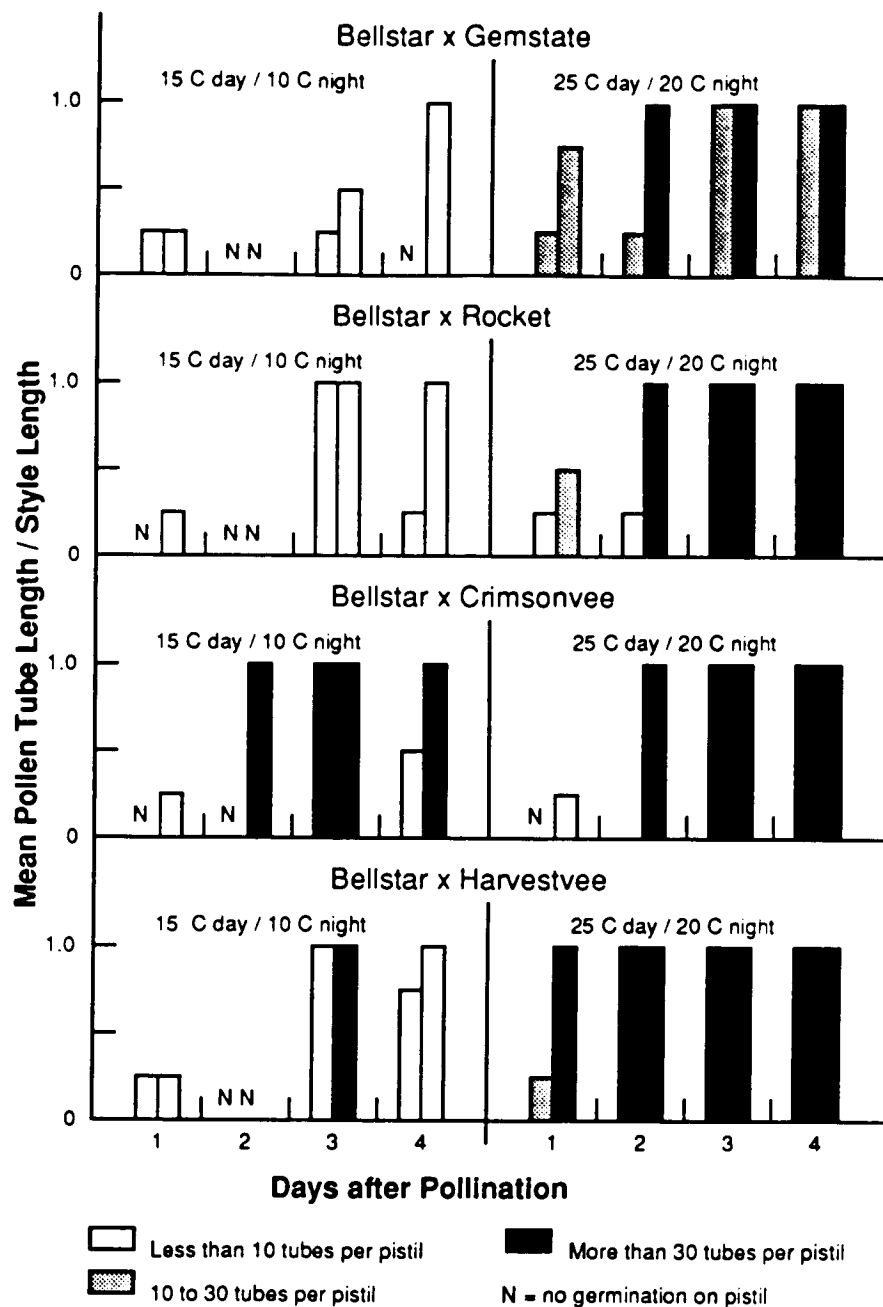 Bellstar x Gemstate
15 C day / 10 C night
25 C day / 20 C night
1.0
N N
N
0
Bellstar x Rocket
15 C day / 10 C night
25 C day / 20 C night
1.0
N
N N
0
Bellstar x Crimsonvee
15 C day / 10 C night
25 C day / 20 C night
1.0
N
N
N
0
Bellstar x Harvestvee
15 C day / 10 C night
25 C day / 20 C night
1.0
N N
0
1 2 3 4 1 2 3 4
Mean Pollen Tube Length / Style Length
Days after Pollination
Less than 10 tubes per pistil
More than 30 tubes per pistil
10 to 30 tubes per pistil
N = no germination on pistil